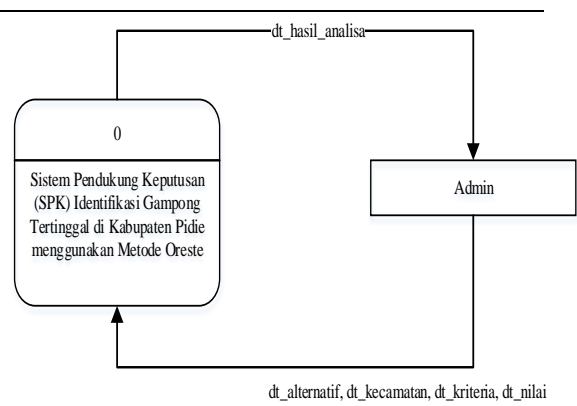 dt_hasil_analisa
0
Sistem Pendukung Keputusan
(SPK) Identifikasi Gampong
Tertinggal di Kabupaten Pidie
menggunakan Metode Oreste
Admin
dt_alternatif, dt_kecamatan, dt_kriteria, dt_nilai